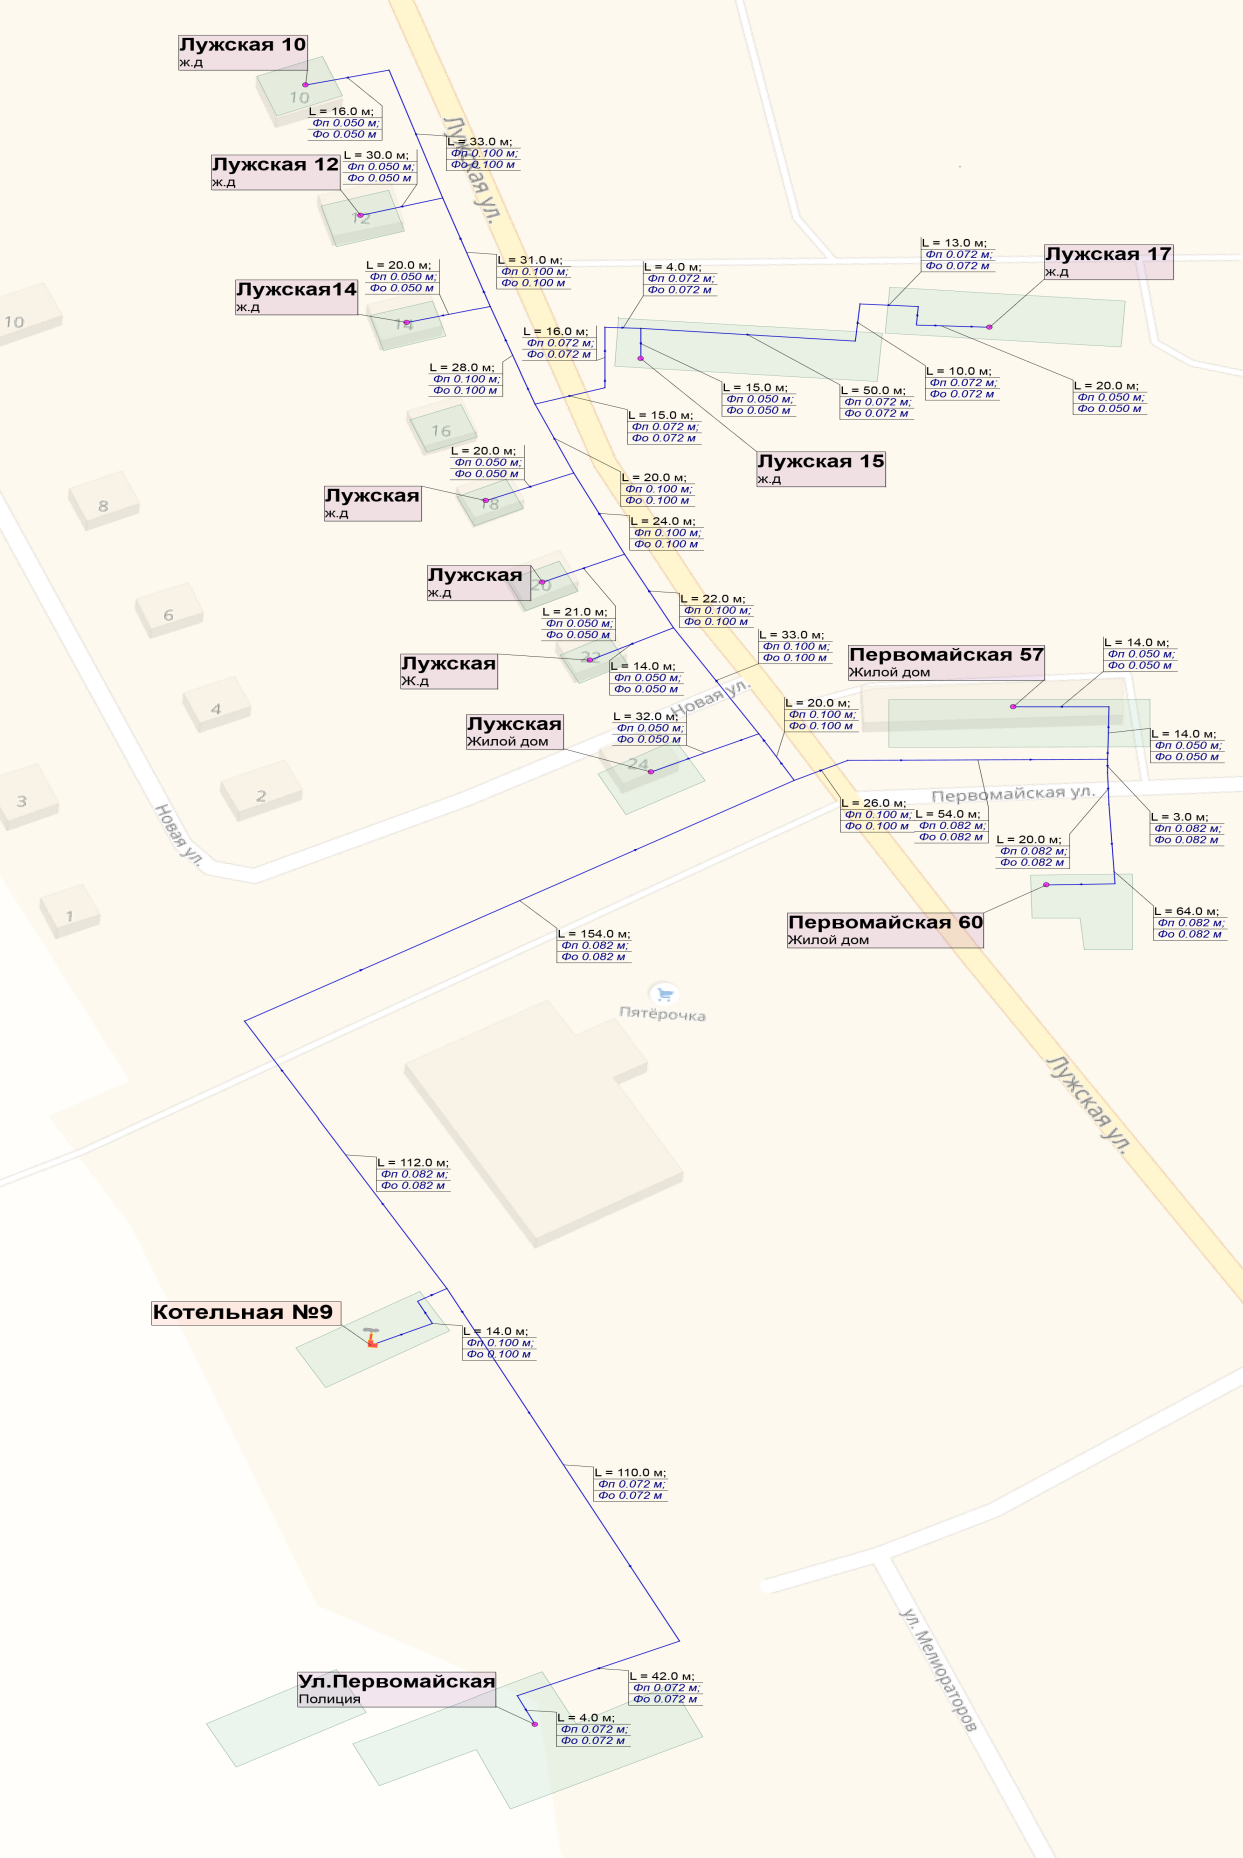 Лужская 10
ж.д
10
L = 16.0 м;
Фп 0.050 м;
Фо 0.050 м
Лужская ул.
L = 33.0 м;
Фп 0.100 м;
Фо 0.100 м
Лужская 12
ж.д
L = 30.0 м;
Фп 0.050 м;
Фо 0.050 м
12
L = 13.0 м;
Фп 0.072 м;
Фо 0.072 м
Лужская 17
ж.д
L = 20.0 м;
Фп 0.050 м;
Фо 0.050 м
L = 31.0 м;
Фп 0.100 м;
Фо 0.100 м
L = 4.0 м;
Фп 0.072 м;
Фо 0.072 м
Лужская14
ж.д
14
10
L = 16.0 м;
Фп 0.072 м;
Фо 0.072 м
L = 28.0 м;
Фп 0.100 м;
Фо 0.100 м
L = 15.0 м;
Фп 0.050 м;
Фо 0.050 м
L = 50.0 м;
Фп 0.072 м;
Фо 0.072 м
L = 10.0 м;
Фп 0.072 м;
Фо 0.072 м
L = 20.0 м;
Фп 0.050 м;
Фо 0.050 м
L = 15.0 м;
Фп 0.072 м;
Фо 0.072 м
16
L = 20.0 м;
Фп 0.050 м;
Фо 0.050 м
Лужская 15
ж.д
L = 20.0 м;
Фп 0.100 м;
Фо 0.100 м
Лужская
ж.д
18
8
L = 24.0 м;
Фп 0.100 м;
Фо 0.100 м
Лужская
ж.д
20
6
L = 21.0 м;
Фп 0.050 м;
Фо 0.050 м
L = 22.0 м;
Фп 0.100 м;
Фо 0.100 м
L = 33.0 м;
Фп 0.100 м;
Фо 0.100 м
Лужская
Ж.д
22
L = 14.0 м;
Фп 0.050 м;
Фо 0.050 м
Первомайская 57
Жилой дом
L = 14.0 м;
Фп 0.050 м;
Фо 0.050 м
Новая ул.
4
Лужская
Жилой дом
L = 32.0 м;
Фп 0.050 м;
Фо 0.050 м
L = 20.0 м;
Фп 0.100 м;
Фо 0.100 м
L = 14.0 м;
Фп 0.050 м;
Фо 0.050 м
24
3
2
Новая ул.
Первомайская ул.
L = 26.0 м;
Фп 0.100 м;
Фо 0.100 м
L = 54.0 м;
Фп 0.082 м;
Фо 0.082 м
L = 20.0 м;
Фп 0.082 м;
Фо 0.082 м
L = 3.0 м;
Фп 0.082 м;
Фо 0.082 м
1
Первомайская 60
Жилой дом
L = 64.0 м;
Фп 0.082 м;
Фо 0.082 м
L = 154.0 м;
Фп 0.082 м;
Фо 0.082 м
Пятёрочка
Лужская ул.
L = 112.0 м;
Фп 0.082 м;
Фо 0.082 м
Котельная №9
L = 14.0 м;
Фп 0.100 м;
Фо 0.100 м
L = 110.0 м;
Фп 0.072 м;
Фо 0.072 м
ул. Мелиораторов
Ул.Первомайская
Полиция
L = 42.0 м;
Фп 0.072 м;
Фо 0.072 м
L = 4.0 м;
Фп 0.072 м;
Фо 0.072 м